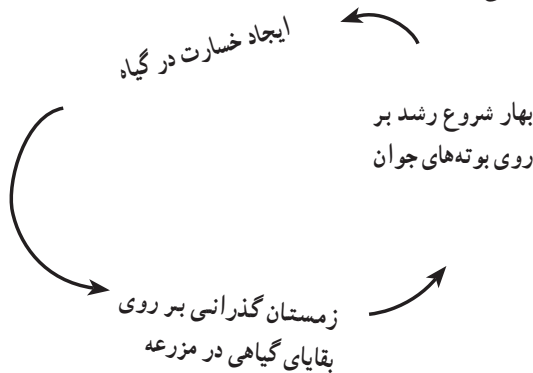 ایجاد خسارت در گیاه
بهار شروع رشد بر
روی بوته‌های جوان
زمستان گذرانی بر روی
بقایای گیاهی در مزرعه